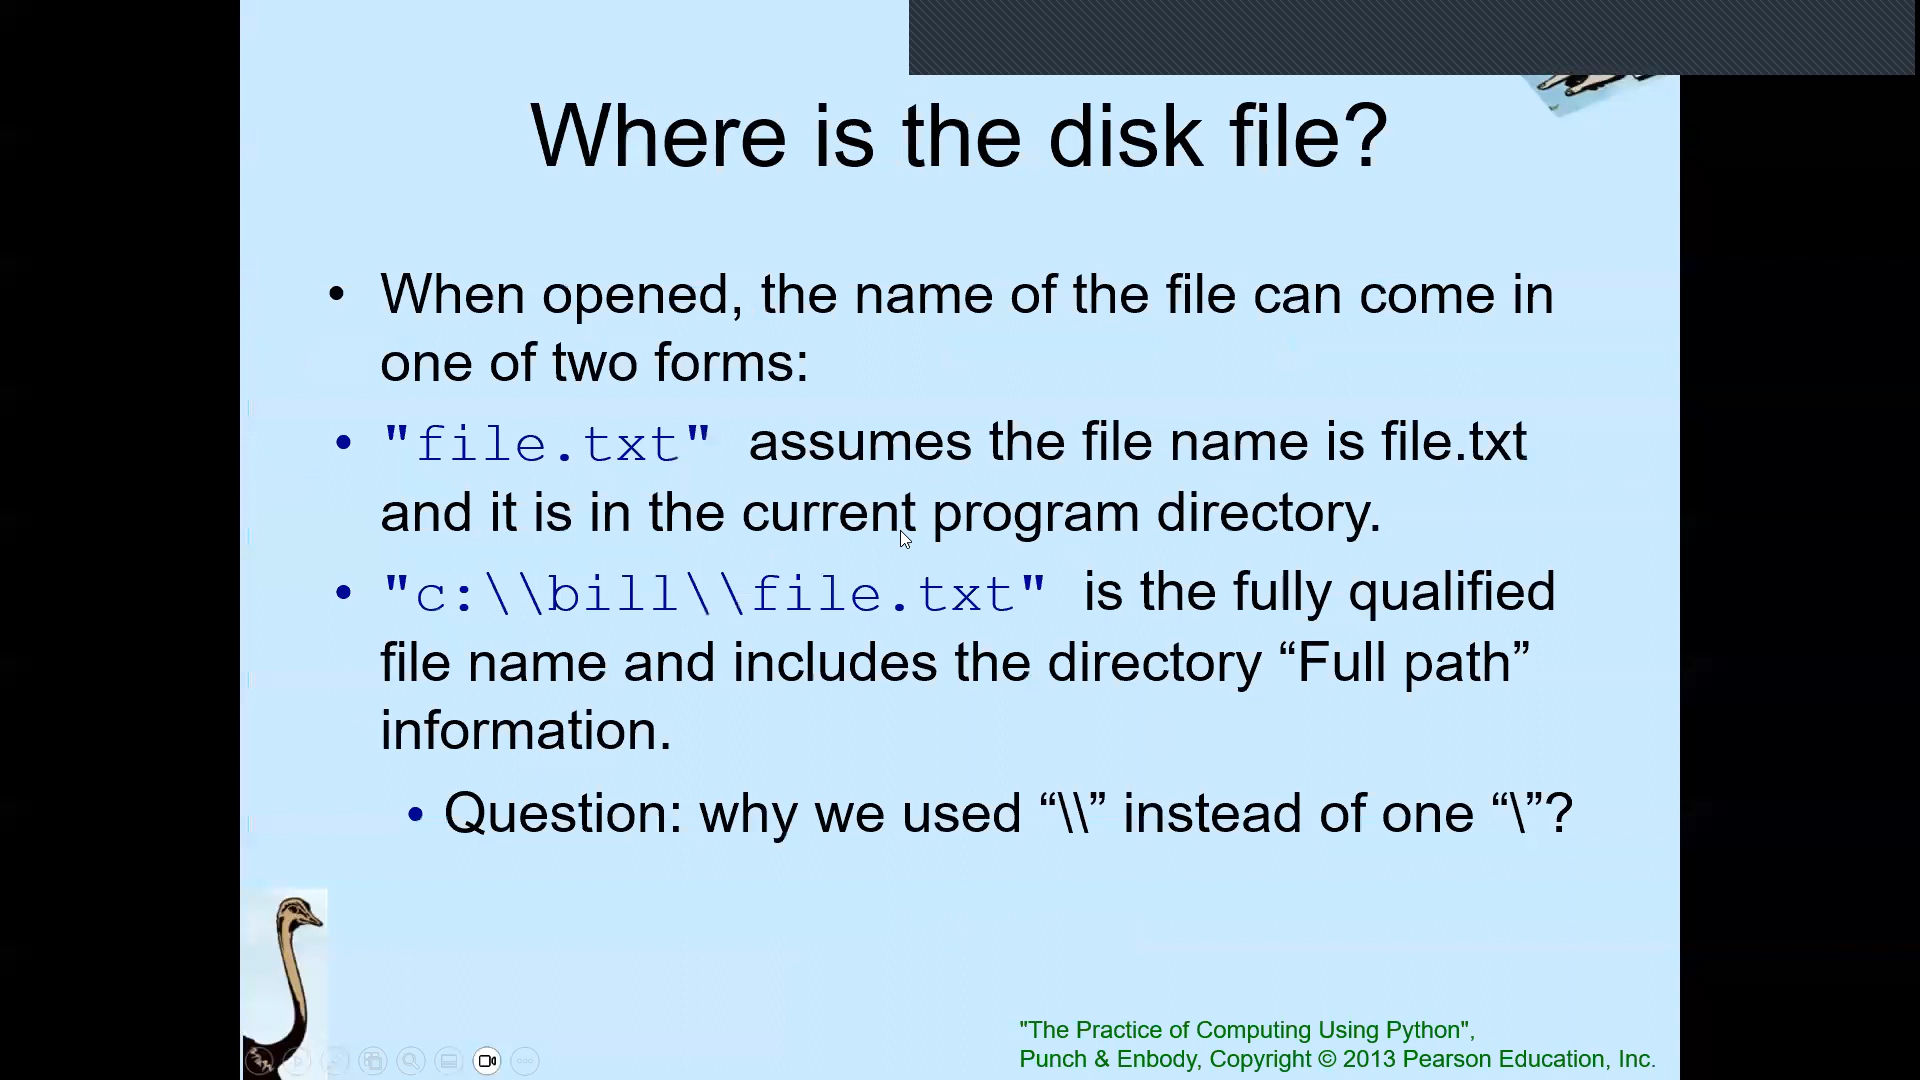 Where is the disk file?
• When opened, the name of the file can come in
one of two forms:
• "file.txt" assumes the file name is file.txt
and it is in the current program directory.
• "c:\\bill\\file.txt" is the fully qualified
file name and includes the directory “Full path”
information.
• Question: why we used “\\” instead of one “\”?
"The Practice of Computing Using Python",
Punch & Enbody, Copyright © 2013 Pearson Education, Inc.